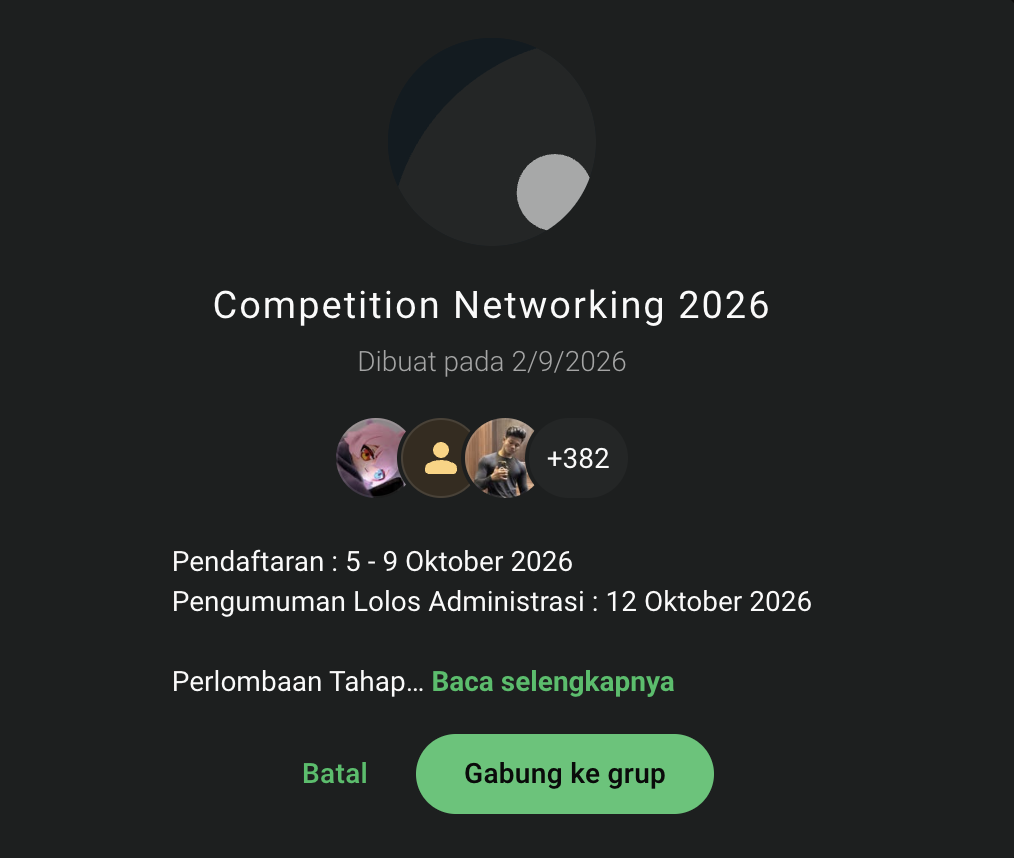 Competition Networking 2026
Dibuat pada 2/9/2026
+382
Pendaftaran : 5 - 9 Oktober 2026
Pengumuman Lolos Administrasi : 12 Oktober 2026
Perlombaan Tahap... Baca selengkapnya
Batal
Gabung ke grup